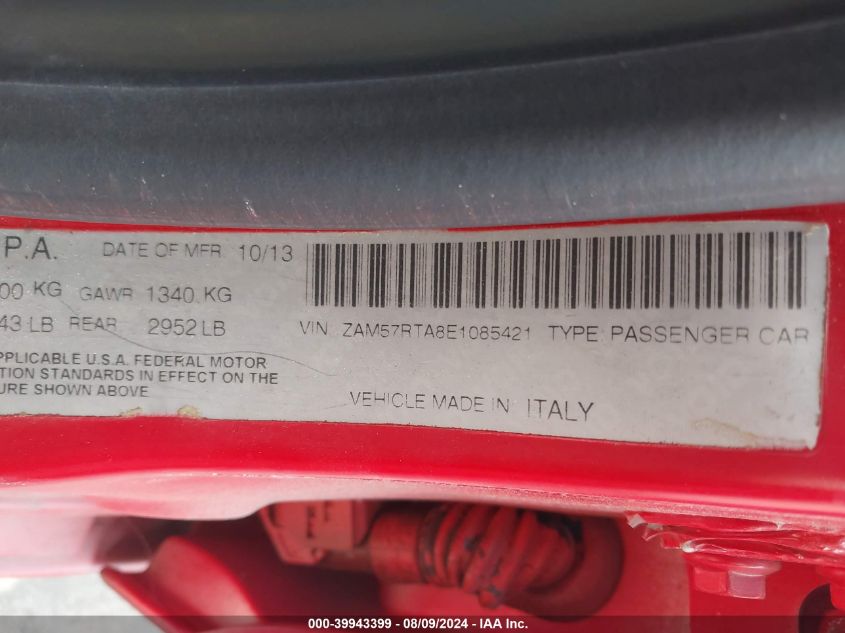 P.A. DATE OF MFR 10/13
00 KG GAWR 1340 KG
43 LB REAR 2952 LB
VIN: ZAM57RTA8E1085421 TYPE: PASSENGER CAR
PPLICABLE U.S.A. FEDERAL MOTOR
TION STANDARDS IN EFFECT ON THE
URE SHOWN ABOVE
VEHICLE MADE IN: ITALY
000-39943399 - 08/09/2024 - IAA Inc.